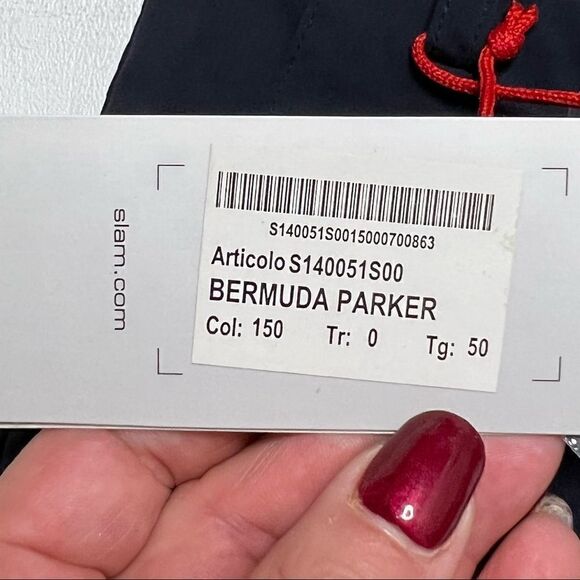 slam.com
S140051S0015000700863
Articolo S140051S00
BERMUDA PARKER
Col: 150 Tr: 0 Tg: 50